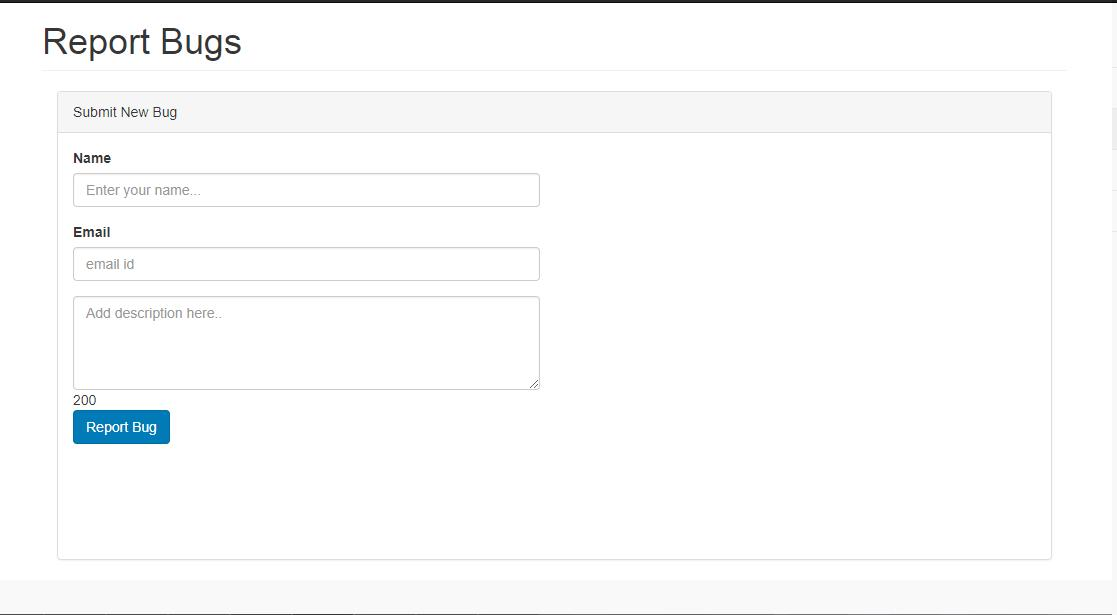 Report Bugs
Submit New Bug
Name
Enter your name...
Email
email id
Add description here..
200
Report Bug